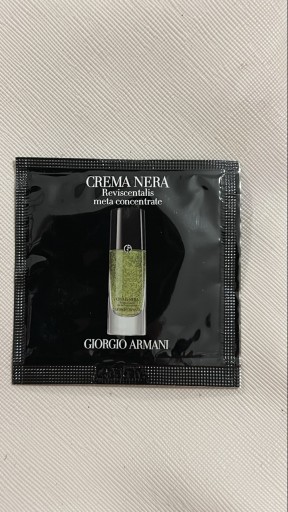 CREMA NERA
Reviscentalis
meta concentrate
GIORGIO ARMANI